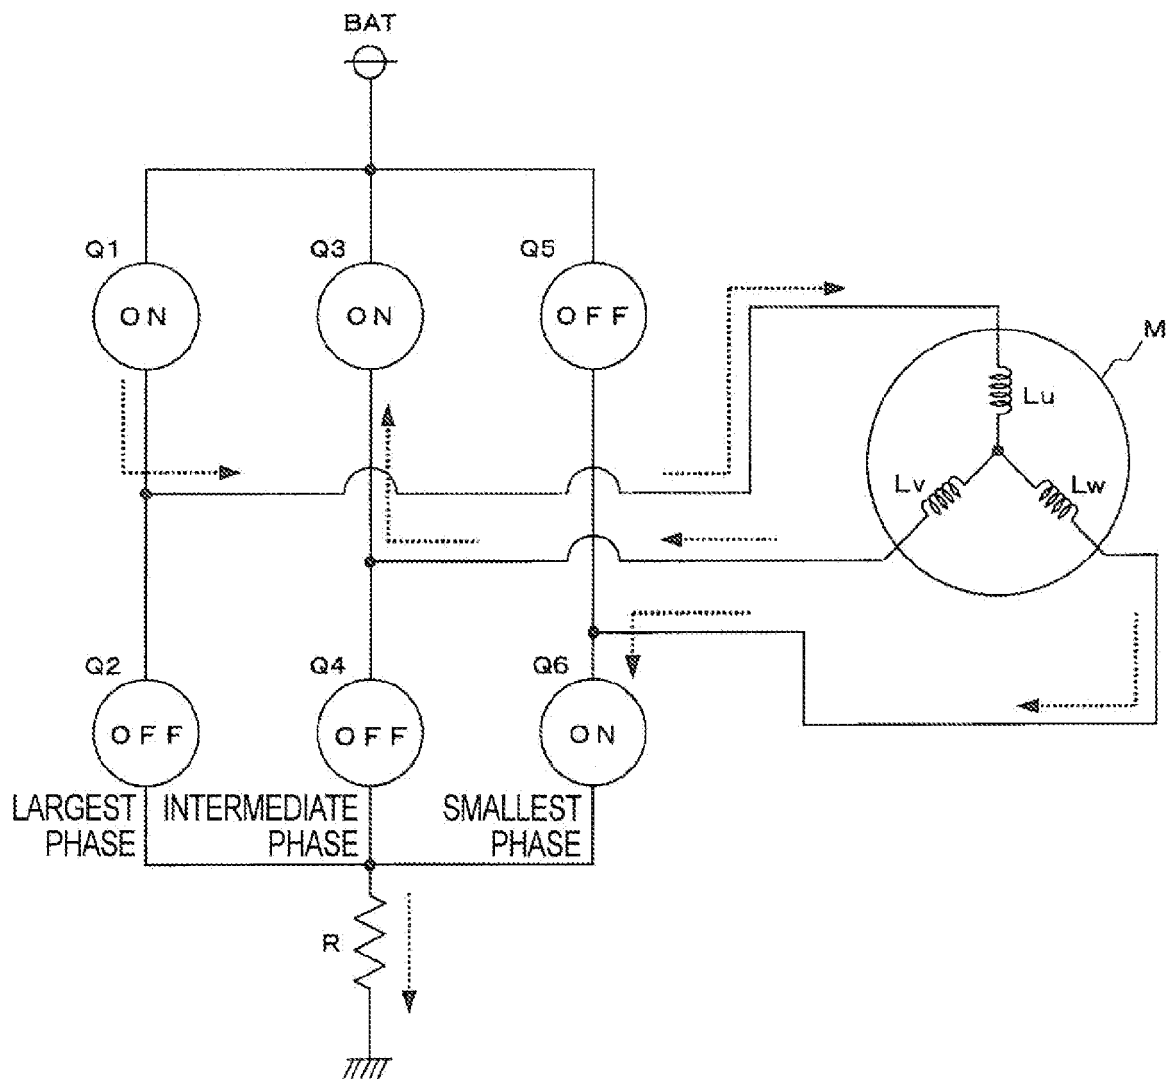 BAT
Q1
Q3
Q5
ON
ON
OFF
M
Lu
Lv
Lw
Q2
Q4
Q6
OFF
OFF
ON
LARGEST
PHASE
INTERMEDIATE
PHASE
SMALLEST
PHASE
R